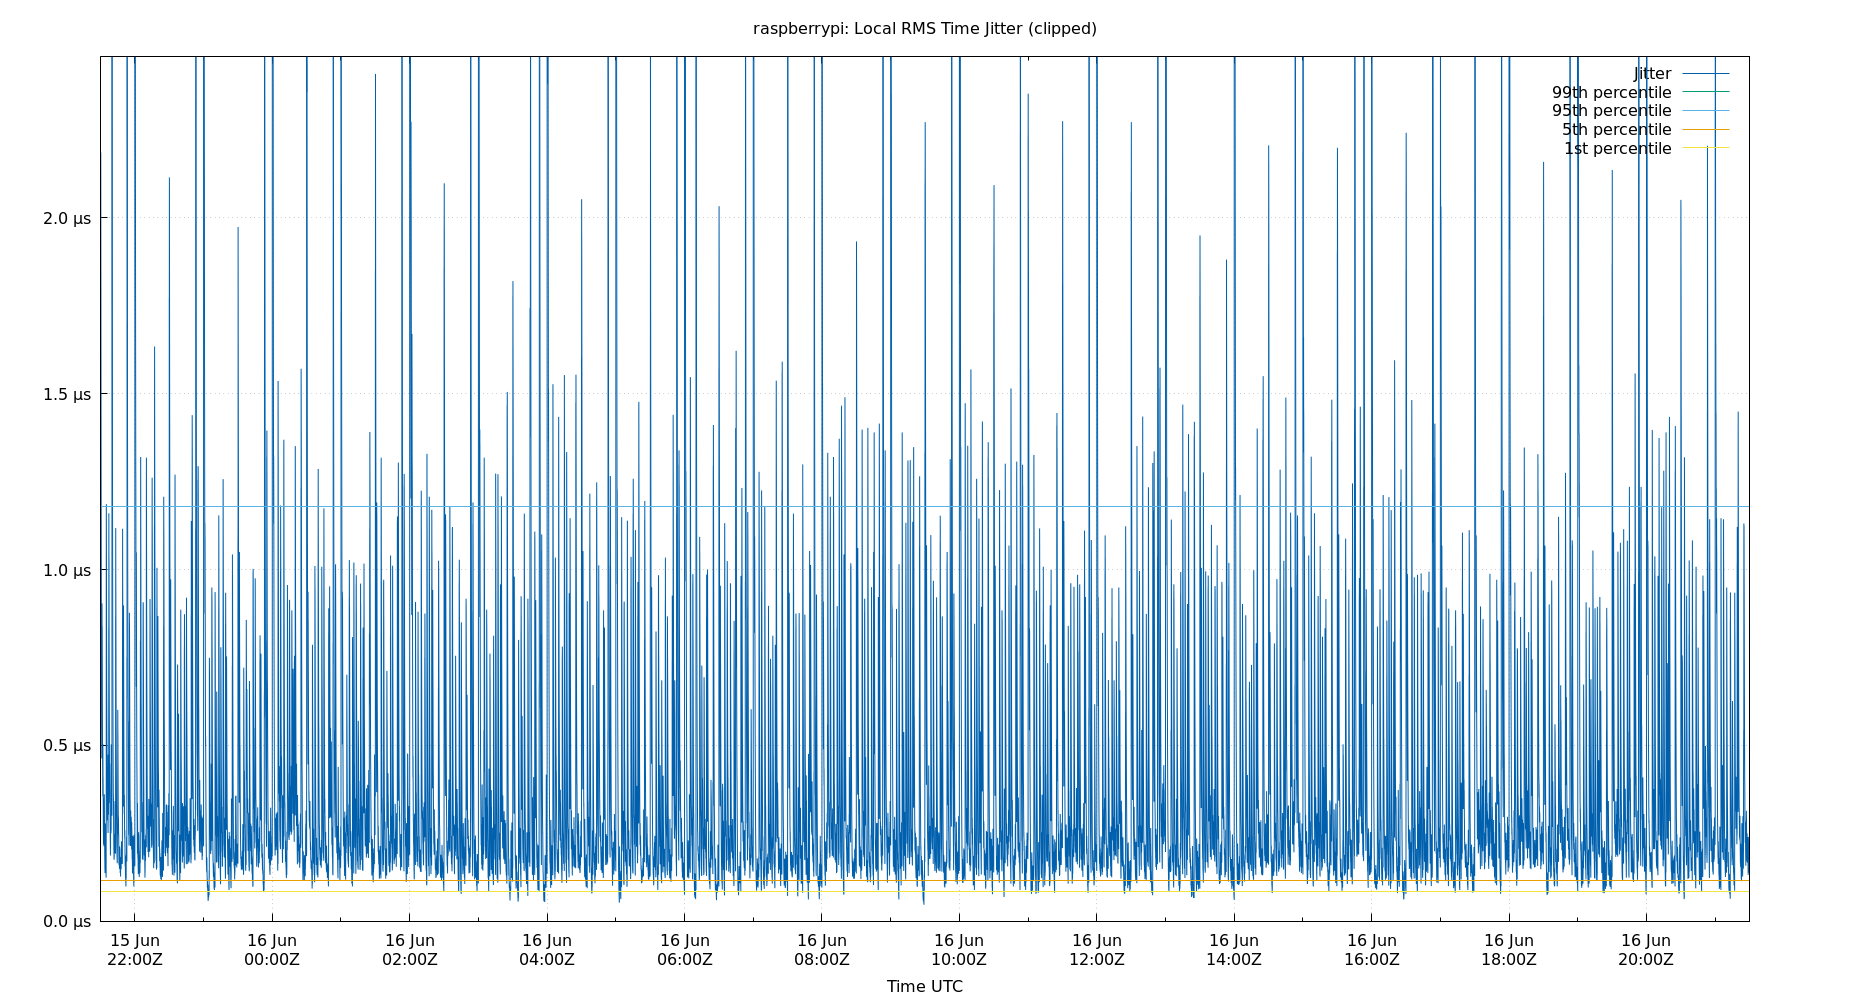 raspberrypi: Local RMS Time Jitter (clipped)
Jitter
99th percentile
95th percentile
5th percentile
1st percentile
2.0 μs
1.5 μs
1.0 μs
0.5 μs
0.0 μs
15 Jun 16 Jun 16 Jun 16 Jun 16 Jun 16 Jun 16 Jun 16 Jun 16 Jun 16 Jun 16 Jun 16 Jun
22:00Z 00:00Z 02:00Z 04:00Z 06:00Z 08:00Z 10:00Z 12:00Z 14:00Z 16:00Z 18:00Z 20:00Z
Time UTC